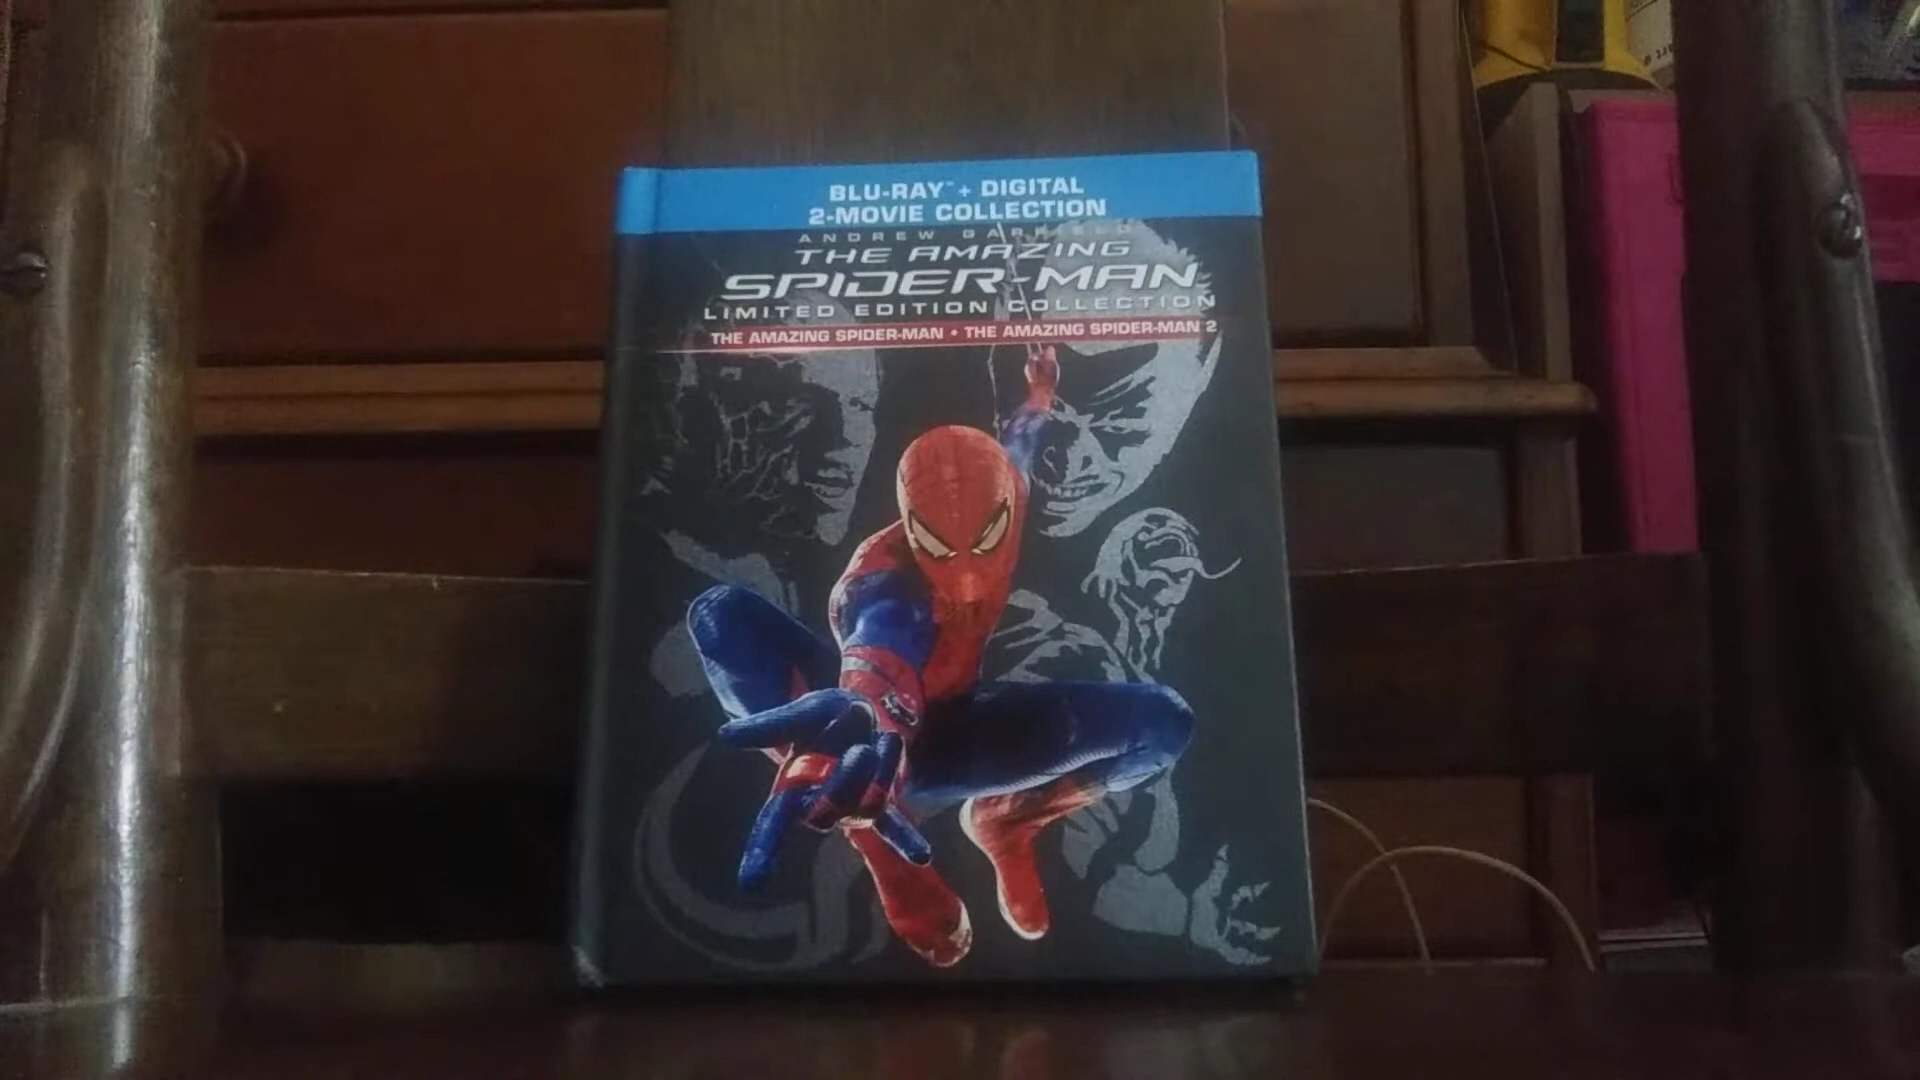 BLU-RAY™ + DIGITAL
2-MOVIE COLLECTION
ANDREW GARFIELD
THE AMAZING
SPIDER-MAN
LIMITED EDITION COLLECTION
THE AMAZING SPIDER-MAN • THE AMAZING SPIDER-MAN 2